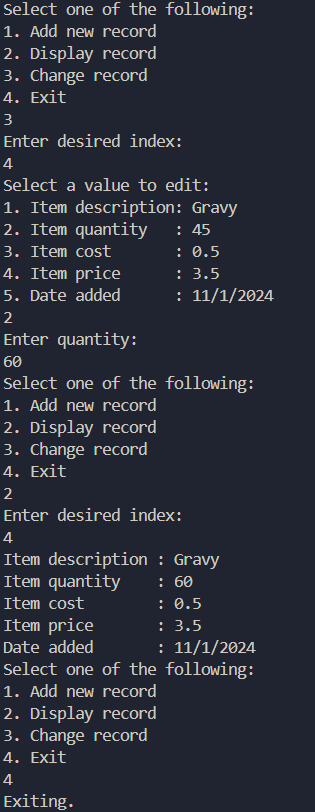 Select one of the following:
1. Add new record
2. Display record
3. Change record
4. Exit
3
Enter desired index:
4
Select a value to edit:
1. Item description: Gravy
2. Item quantity   : 45
3. Item cost       : 0.5
4. Item price      : 3.5
5. Date added      : 11/1/2024
2
Enter quantity:
60
Select one of the following:
1. Add new record
2. Display record
3. Change record
4. Exit
2
Enter desired index:
4
Item description : Gravy
Item quantity    : 60
Item cost        : 0.5
Item price       : 3.5
Date added       : 11/1/2024
Select one of the following:
1. Add new record
2. Display record
3. Change record
4. Exit
4
Exiting.